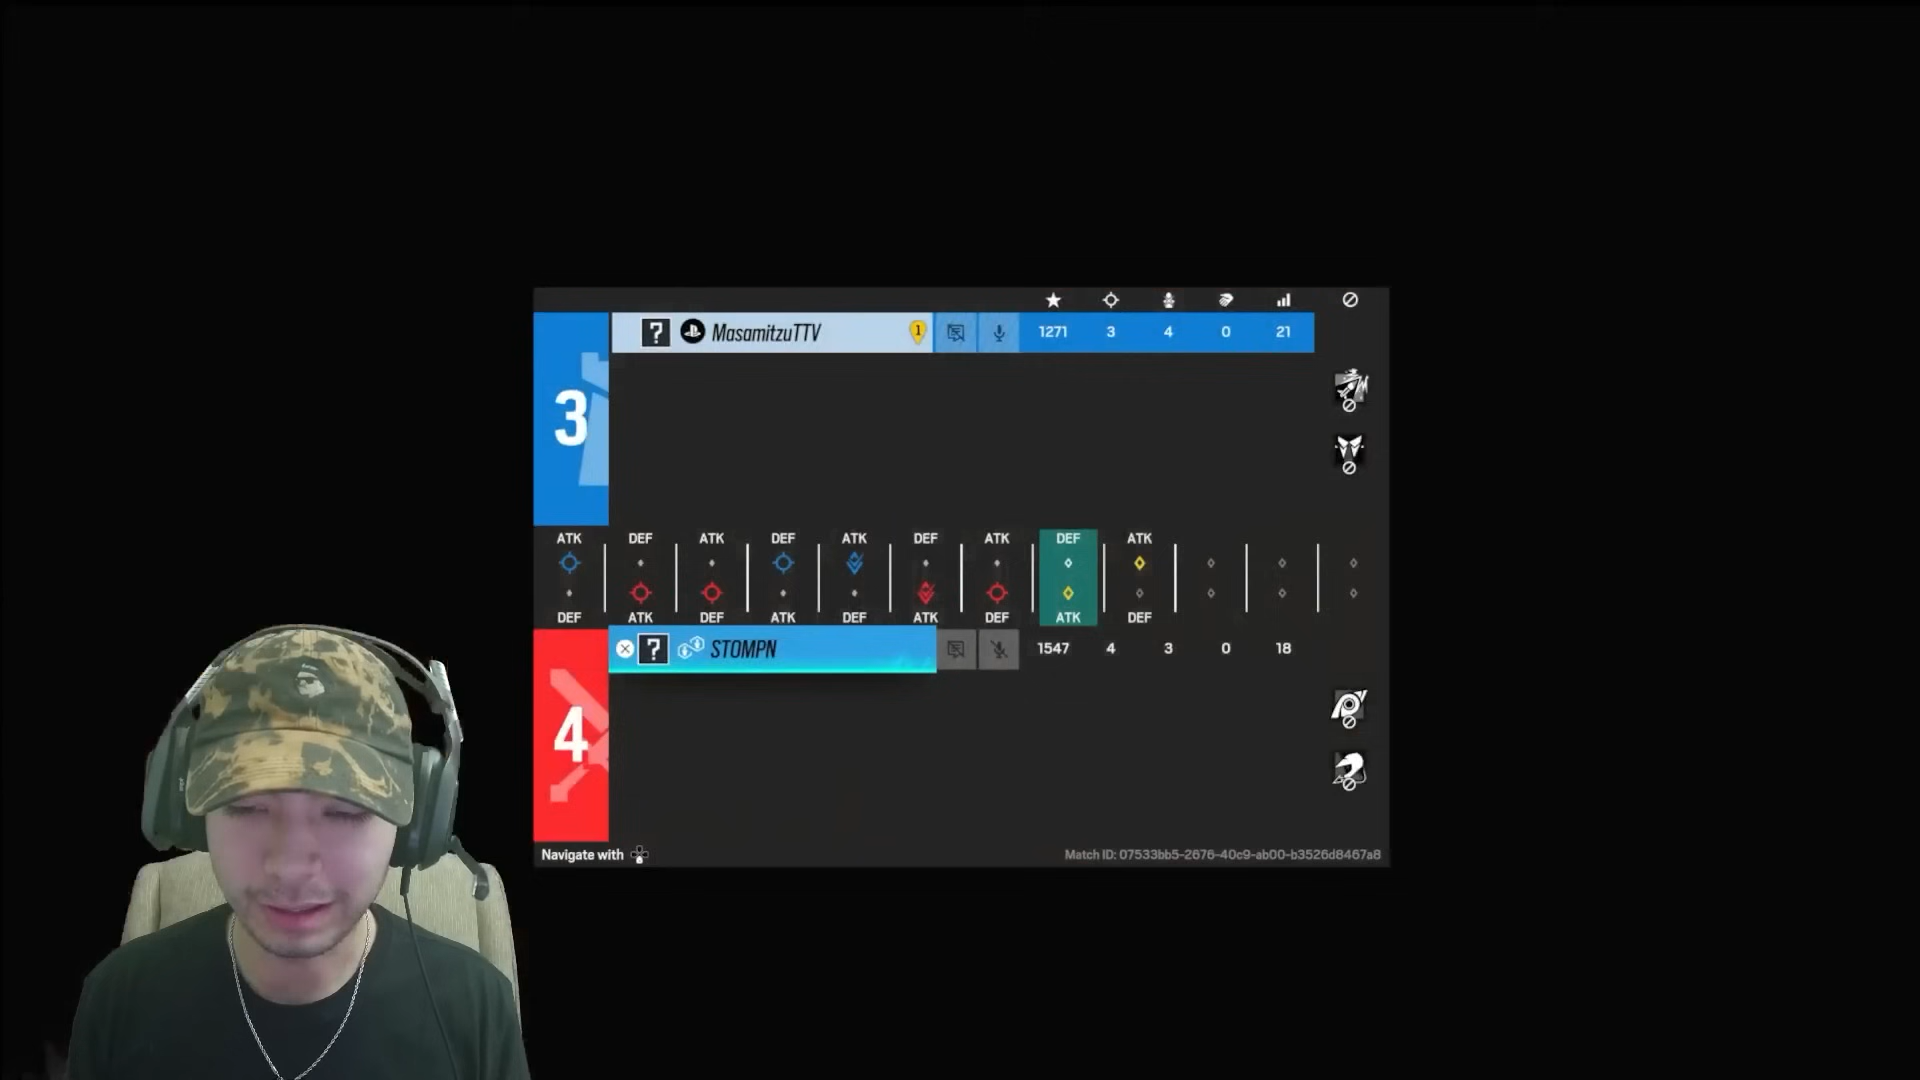 ? MasamitzuTTV 1 1271 3 4 0 21
3
ATK DEF ATK DEF ATK DEF ATK DEF ATK
DEF ATK DEF ATK DEF ATK DEF ATK DEF
? STOMPN 1547 4 3 0 18
4
Navigate with
Match ID: 07533bb5-2676-40c9-ab00-b3526d8467a8